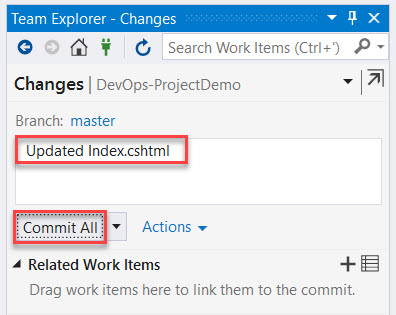 Team Explorer - Changes
Search Work Items (Ctrl+')
Changes | DevOps-ProjectDemo
Branch: master
Updated Index.cshtml
Commit All Actions
Related Work Items
Drag work items here to link them to the commit.